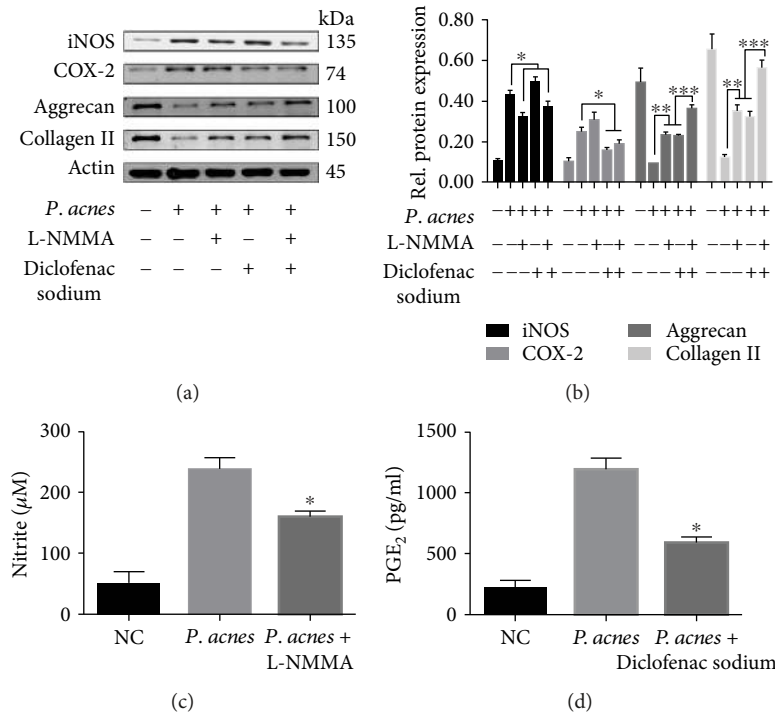 kDa
iNOS 135
COX-2 74
Aggrecan 100
Collagen II 150
Actin 45
P. acnes – + + + +
L-NMMA – – + – +
Diclofenac sodium – – – + +
(a)
Rel. protein expression
0.80
0.60
0.40
0.20
0.00
* * ** *** ** ***
P. acnes –++++ –++++ –++++ –++++
L-NMMA ––+–+ ––+–+ ––+–+ ––+–+
Diclofenac sodium –––++ –––++ –––++ –––++
iNOS
COX-2
Aggrecan
Collagen II
(b)
Nitrite (μM)
300
200
100
0
*
NC
P. acnes
P. acnes +
L-NMMA
(c)
PGE2 (pg/ml)
1500
1000
500
0
*
NC
P. acnes
P. acnes +
Diclofenac sodium
(d)